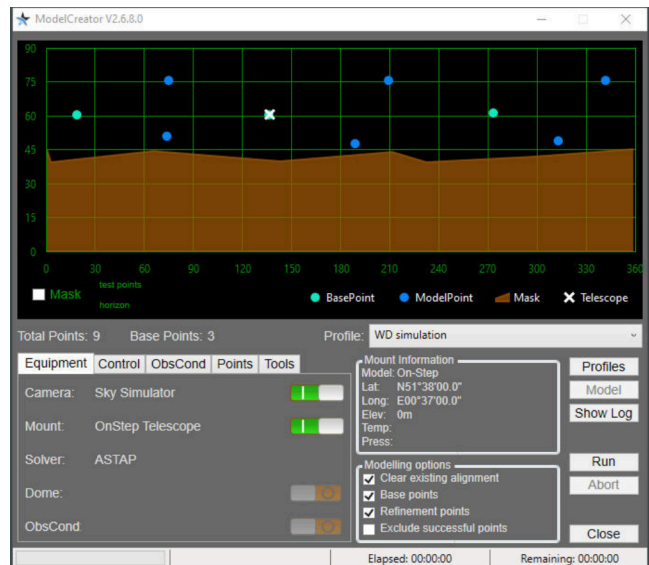 ModelCreator V2.6.8.0
90
75
60
45
30
15
0
0 30 60 90 120 150 180 210 240 270 300 330 360
Mask
test points
horizon
BasePoint ModelPoint Mask Telescope
Total Points: 9 Base Points: 3 Profile: WD simulation
Equipment Control ObsCond Points Tools
Camera: Sky Simulator
Mount: OnStep Telescope
Solver: ASTAP
Dome:
ObsCond:
Mount Information
Model: On-Step
Lat: N51°38'00.0"
Long: E00°37'00.0"
Elev: 0m
Temp:
Press:
Modelling options
Clear existing alignment
Base points
Refinement points
Exclude successful points
Profiles
Model
Show Log
Run
Abort
Close
Elapsed: 00:00:00 Remaining: 00:00:00